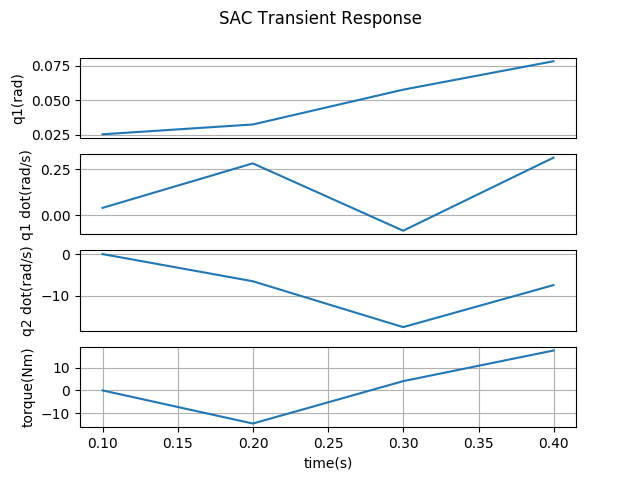 SAC Transient Response
0.075
0.050
0.025
q1(rad)
0.25
0.00
q1 dot(rad/s)
0
−10
q2 dot(rad/s)
10
0
−10
torque(Nm)
0.10 0.15 0.20 0.25 0.30 0.35 0.40
time(s)